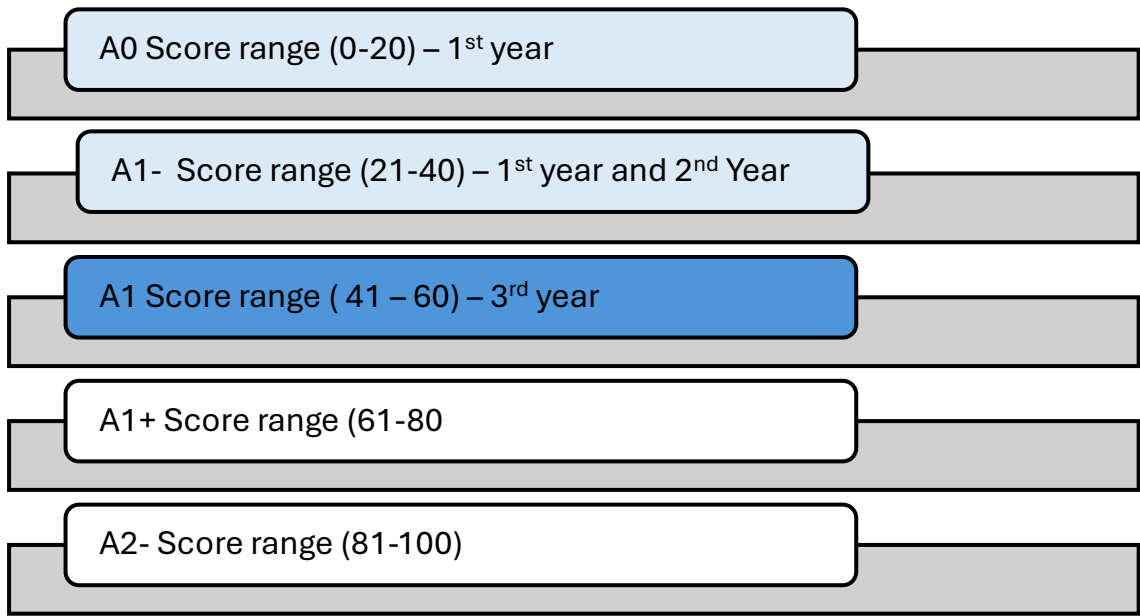 A0 Score range (0-20) – 1st year
A1-  Score range (21-40) – 1st year and 2nd Year
A1 Score range ( 41 – 60) – 3rd year
A1+ Score range (61-80
A2- Score range (81-100)